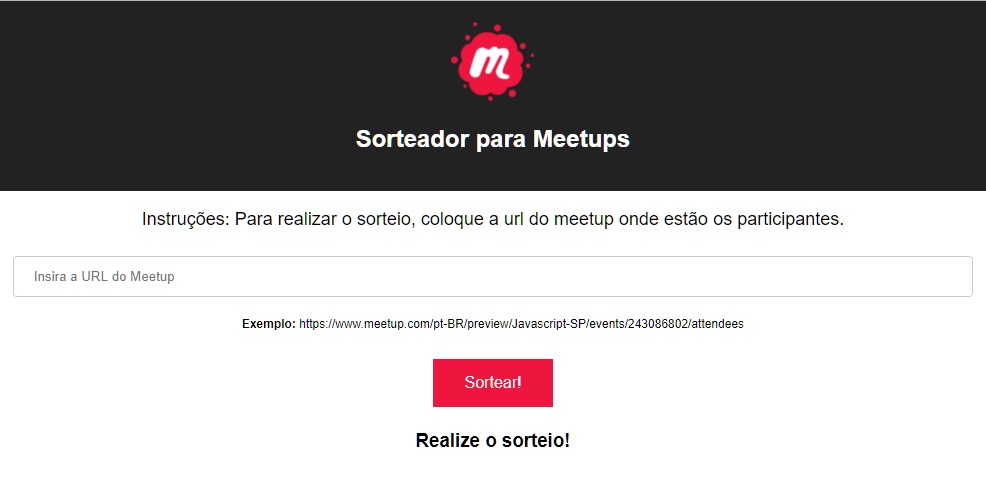 m
Sorteador para Meetups
Instruções: Para realizar o sorteio, coloque a url do meetup onde estão os participantes.
Insira a URL do Meetup
Exemplo: https://www.meetup.com/pt-BR/preview/Javascript-SP/events/243086802/attendees
Sortear!
Realize o sorteio!